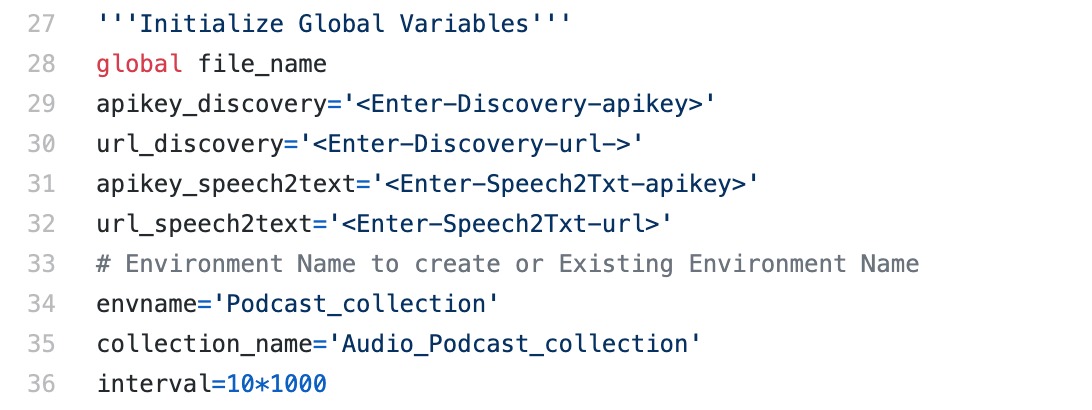 27 '''Initialize Global Variables'''
28 global file_name
29 apikey_discovery='<Enter-Discovery-apikey>'
30 url_discovery='<Enter-Discovery-url->'
31 apikey_speech2text='<Enter-Speech2Txt-apikey>'
32 url_speech2text='<Enter-Speech2Txt-url>'
33 # Environment Name to create or Existing Environment Name
34 envname='Podcast_collection'
35 collection_name='Audio_Podcast_collection'
36 interval=10*1000